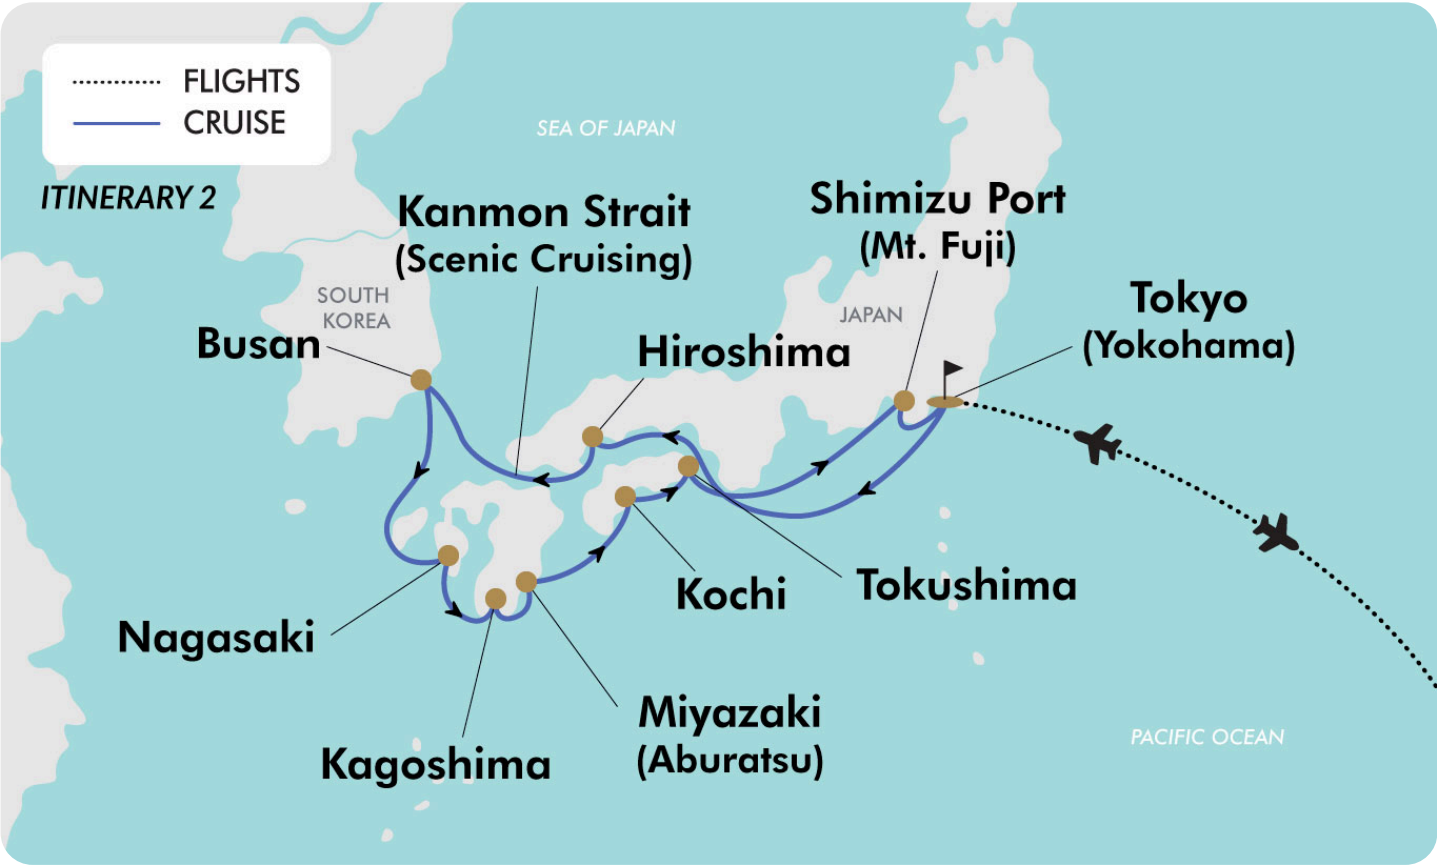 FLIGHTS
CRUISE
ITINERARY 2
SEA OF JAPAN
Kanmon Strait
(Scenic Cruising)
Shimizu Port
(Mt. Fuji)
SOUTH
KOREA
JAPAN
Tokyo
(Yokohama)
Busan
Hiroshima
Kochi
Tokushima
Nagasaki
Miyazaki
(Aburatsu)
Kagoshima
PACIFIC OCEAN